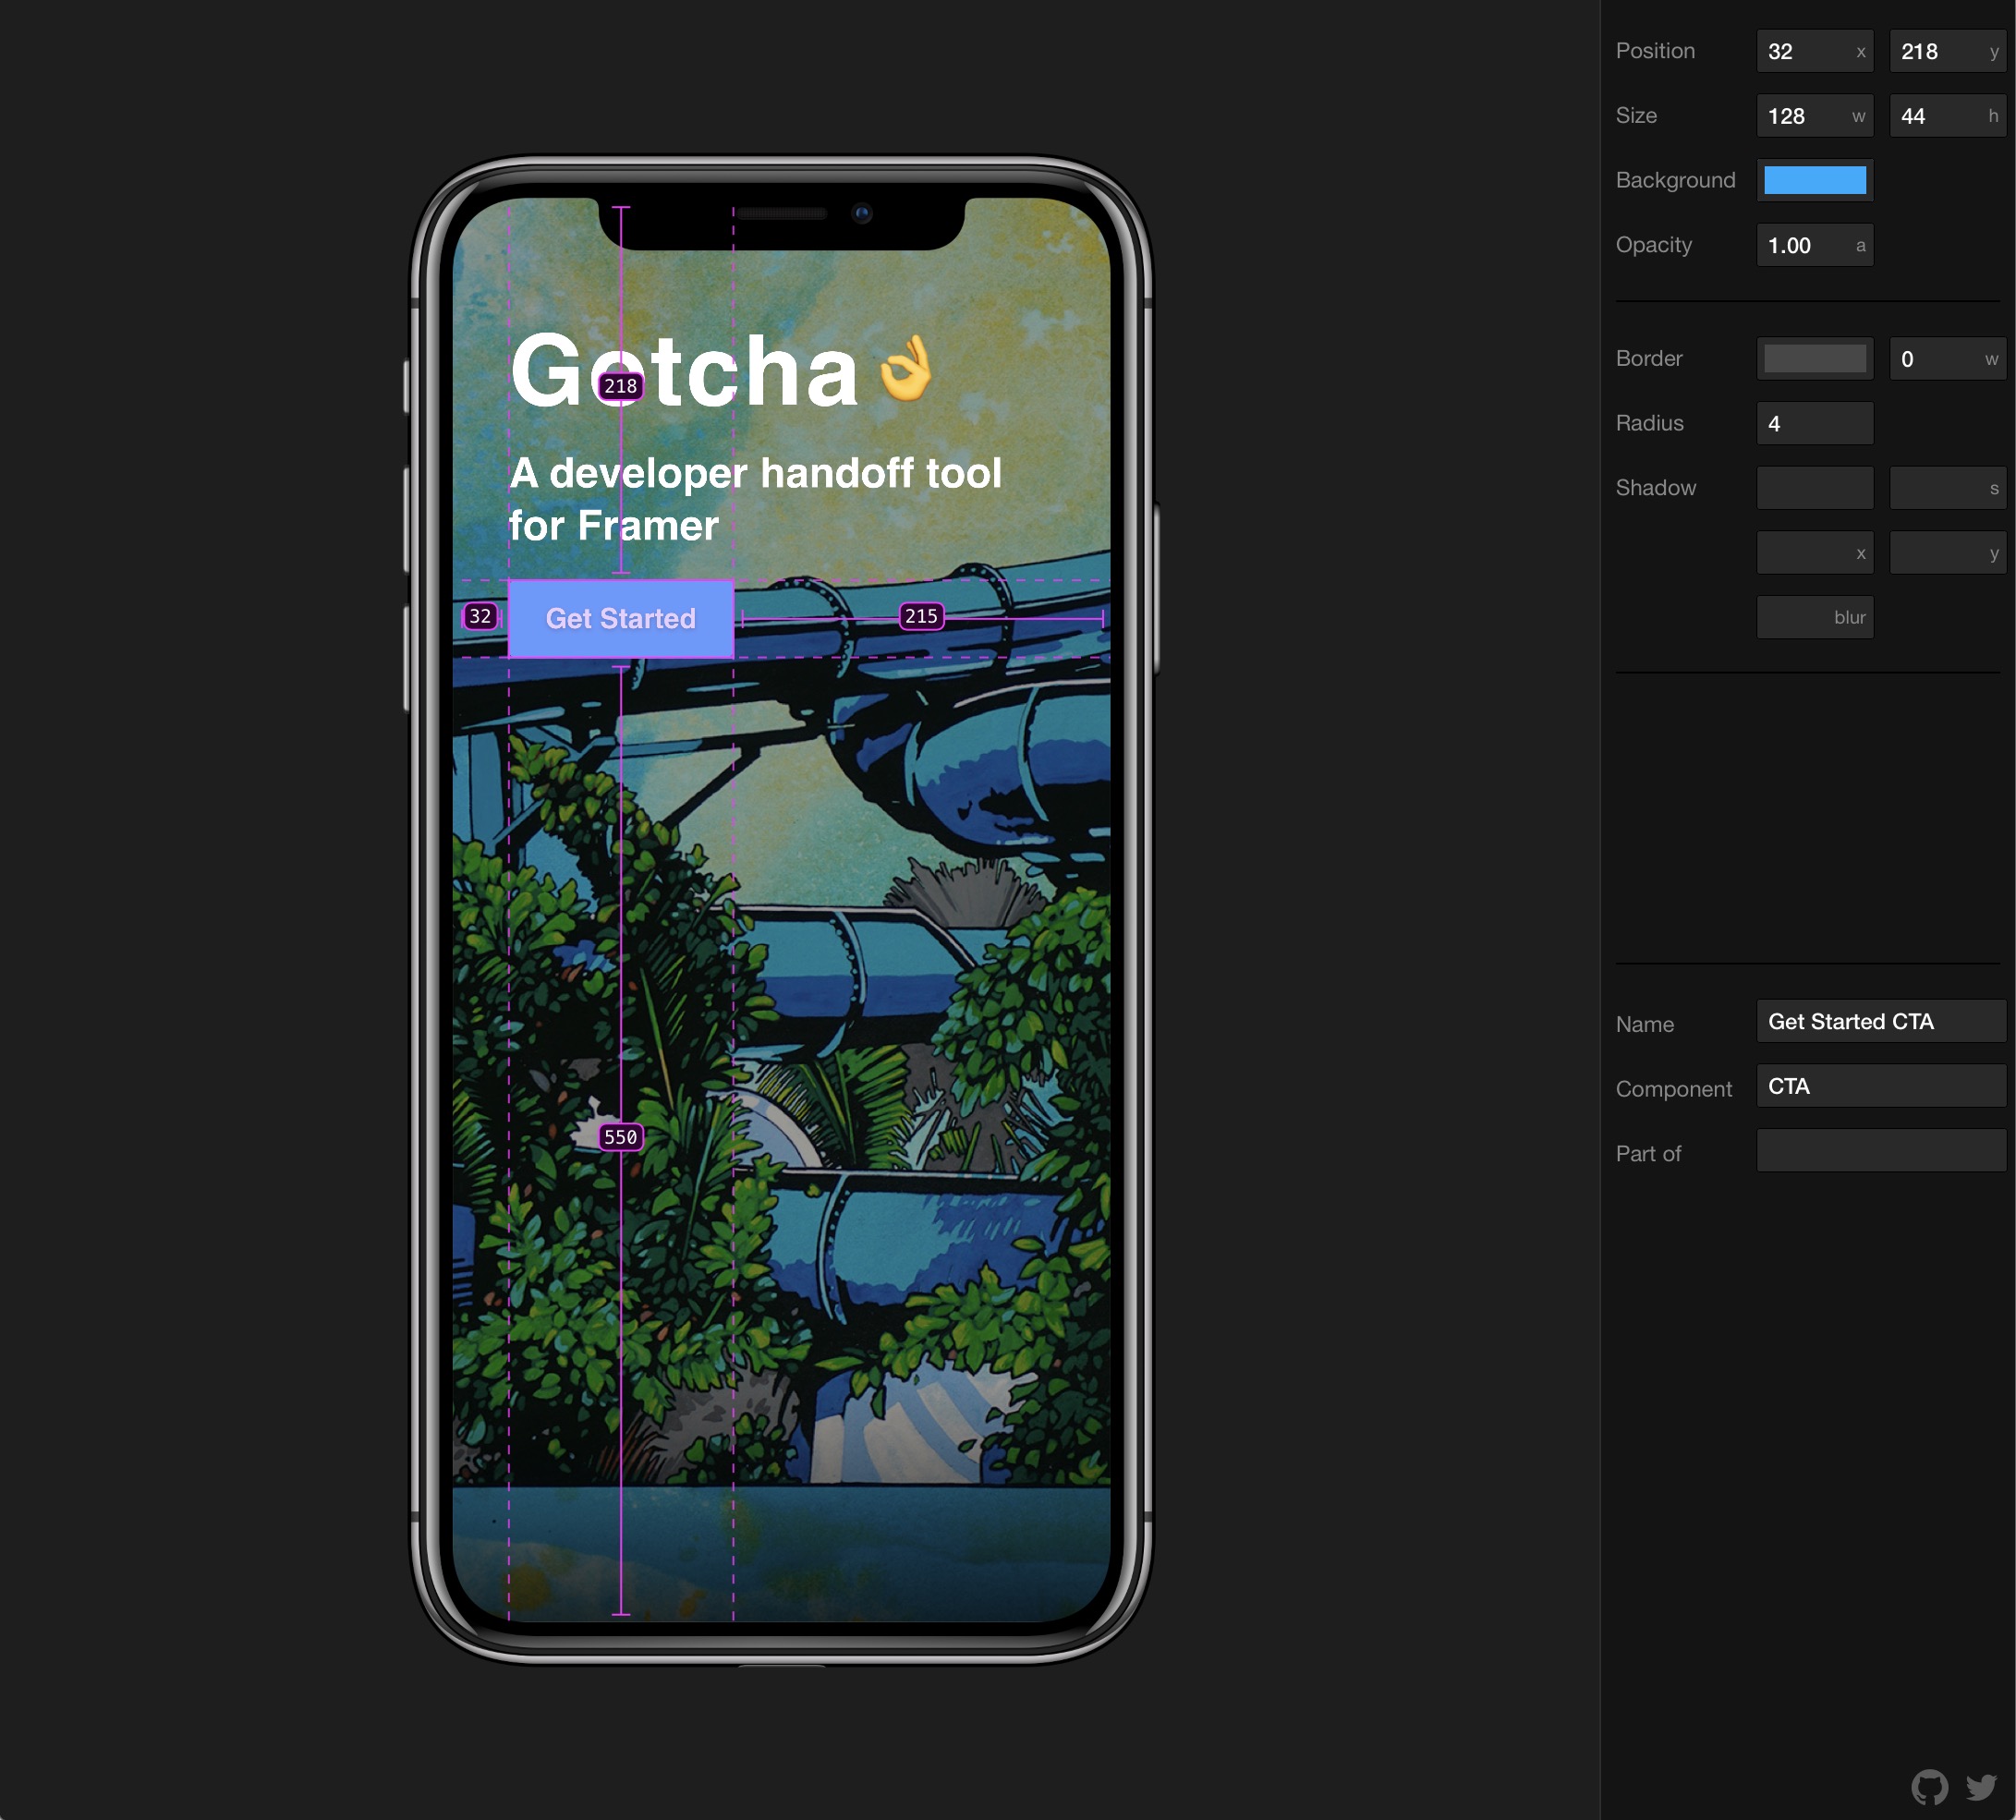 Gotcha👌
218
A developer handoff tool
for Framer
32
Get Started
215
550
Position 32 x 218 y
Size 128 w 44 h
Background
Opacity 1.00 a
Border 0 w
Radius 4
Shadow s
x y
blur
Name Get Started CTA
Component CTA
Part of